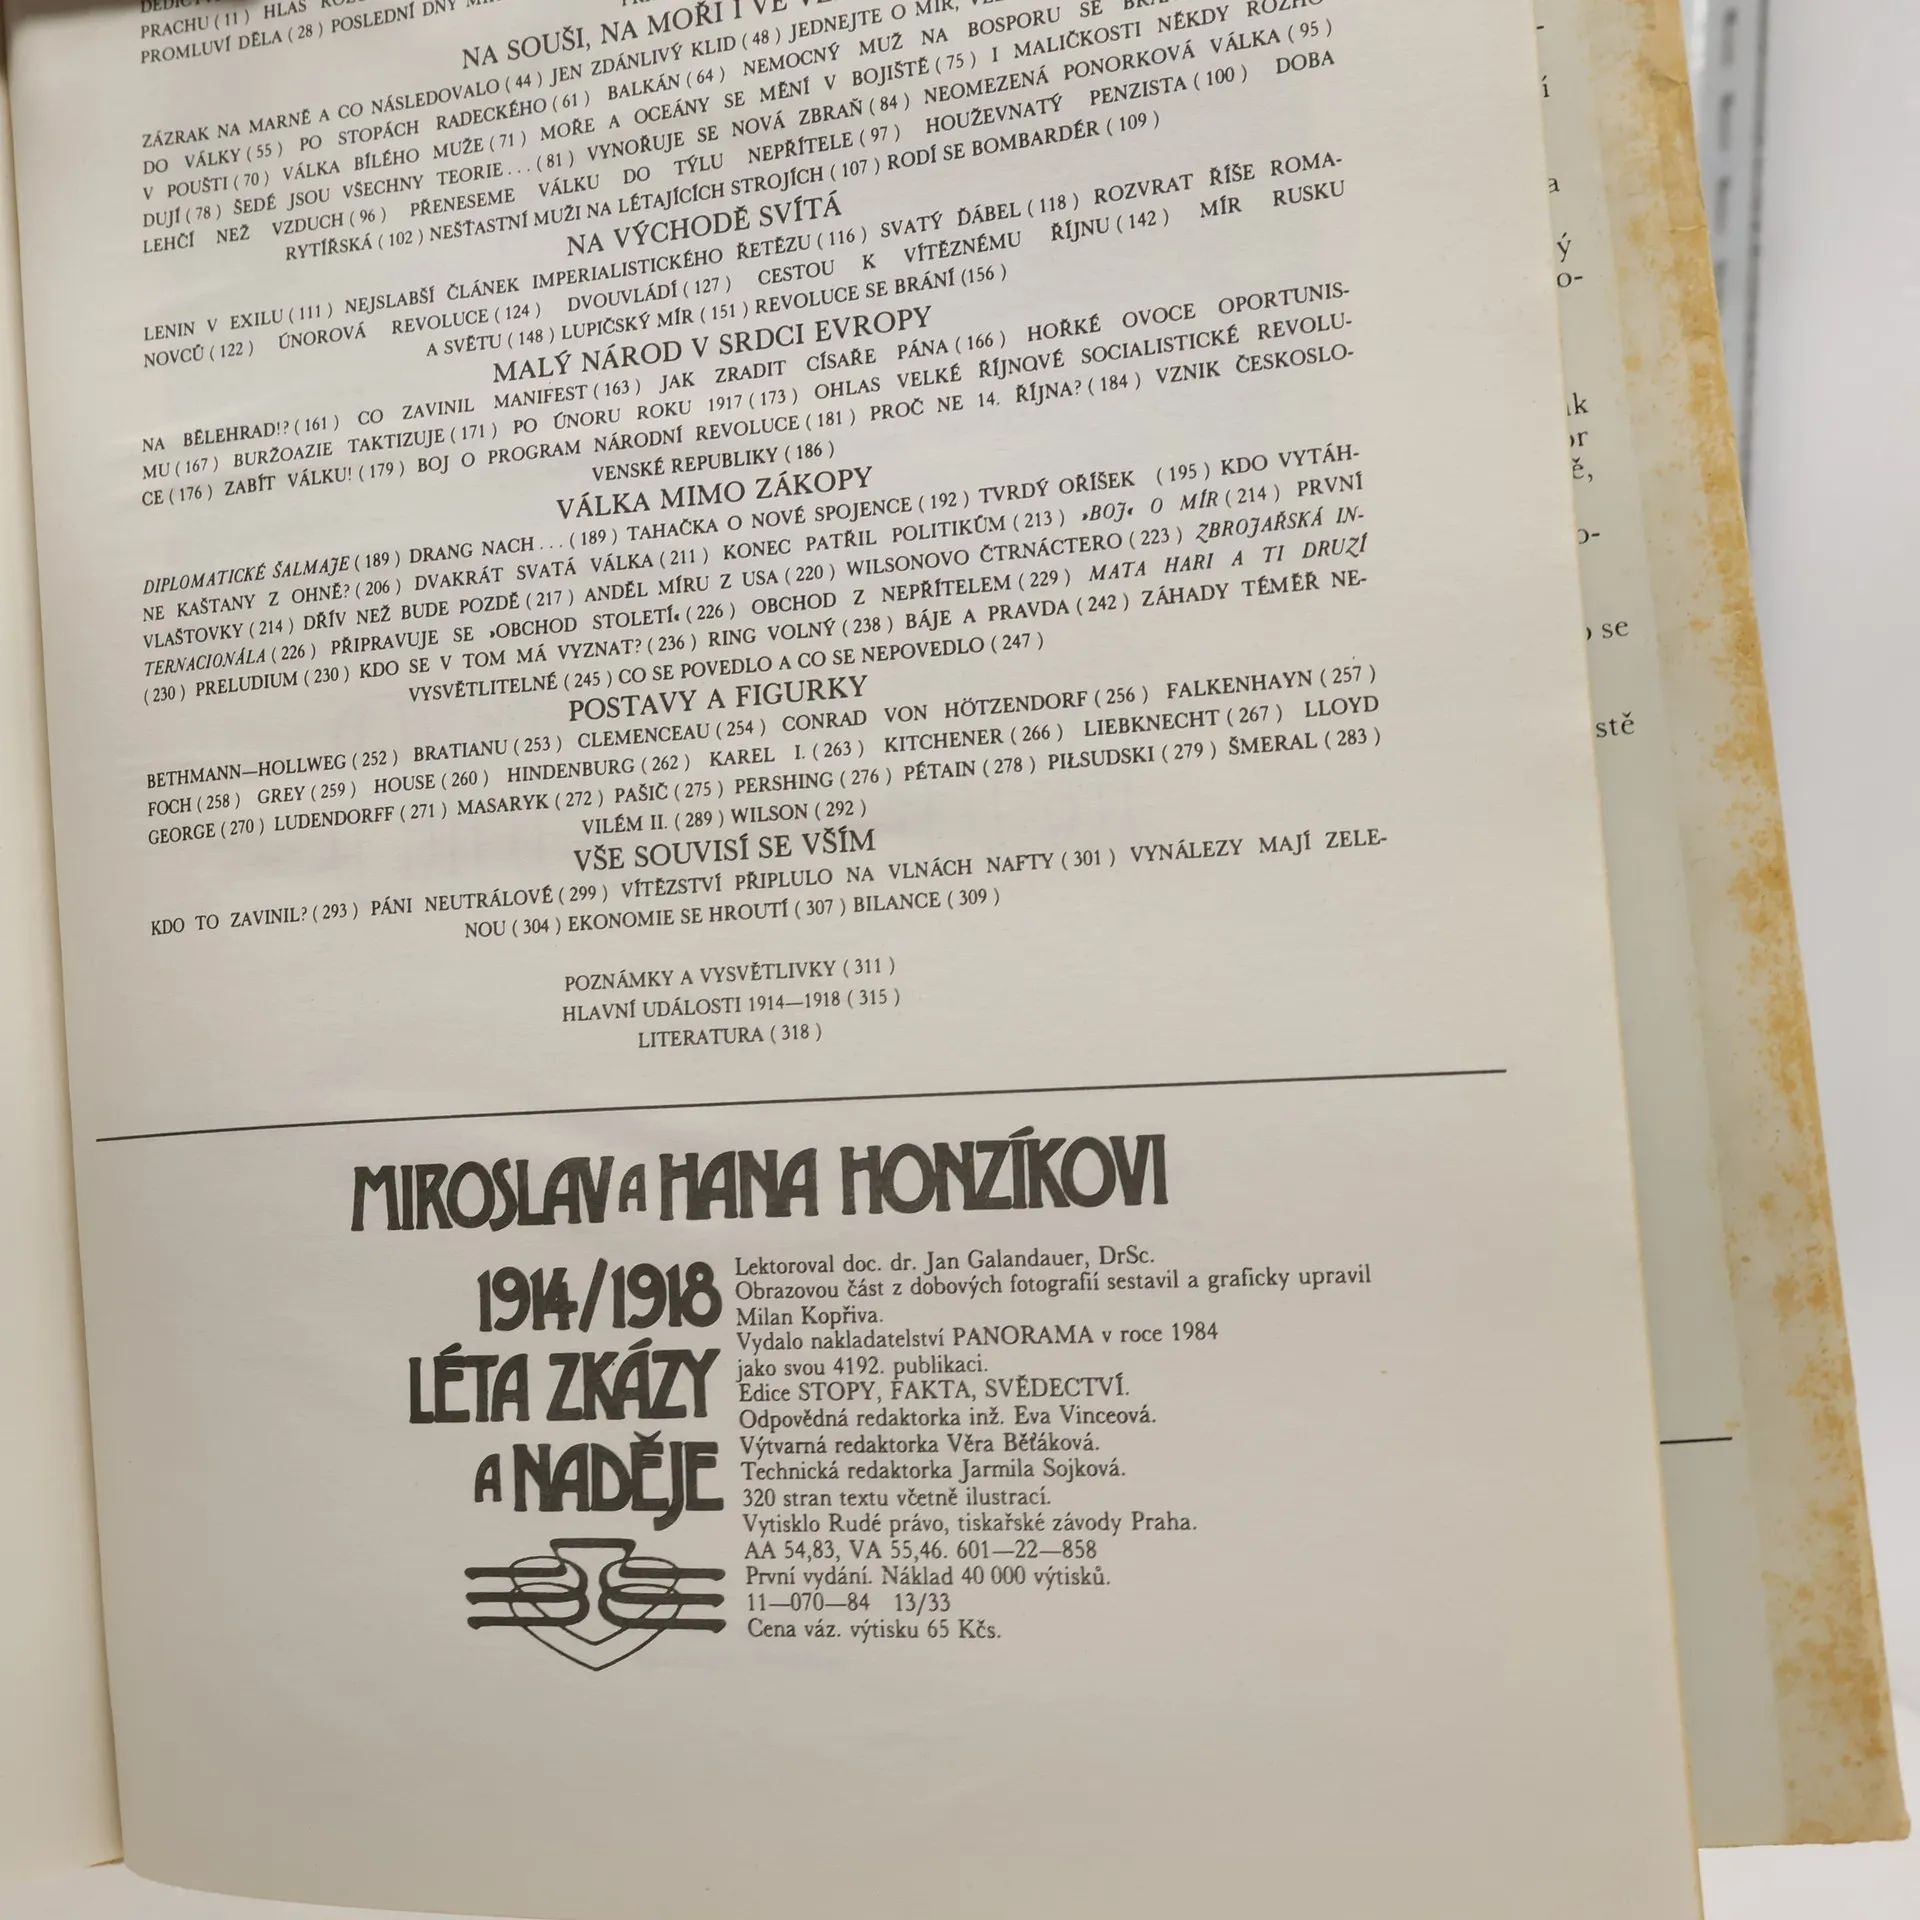 PRACHU (11) HLAS
PROMLUVÍ DĚLA (28) POSLEDNÍ DNY
NA SOUŠI, NA MOŘI I VE
ZÁZRAK NA MARNĚ A CO NÁSLEDOVALO (44) JEN ZDÁNLIVÝ KLID (48) JEDNEJTE O MÍR,
DO VÁLKY (55) PO STOPÁCH RADECKÉHO (61) BALKÁN (64) NEMOCNÝ MUŽ NA BOSPORU SE
V POUŠTI (70) VÁLKA BÍLÉHO MUŽE (71) MOŘE A OCEÁNY SE MĚNÍ V BOJIŠTĚ (75) I MALIČKOSTI NĚKDY ROZHO-
DUJÍ (78) ŠEDÉ JSOU VŠECHNY TEORIE... (81) VYNOŘUJE SE NOVÁ ZBRAŇ (84) NEOMEZENÁ PONORKOVÁ VÁLKA (95)
LEHČÍ NEŽ VZDUCH (96) PŘENESEME VÁLKU DO TÝLU NEPŘÍTELE (97) HOUŽEVNATÝ PENZISTA (100) DOBA
RYTÍŘSKÁ (102) NEŠŤASTNÍ MUŽI NA LÉTAJÍCÍCH STROJÍCH (107) RODÍ SE BOMBARDÉR (109)
NA VÝCHODĚ SVÍTÁ
LENIN V EXILU (111) NEJSLABŠÍ ČLÁNEK IMPERIALISTICKÉHO ŘETĚZU (116) SVATÝ ĎÁBEL (118) ROZVRAT ŘÍŠE ROMA-
NOVCŮ (122) ÚNOROVÁ REVOLUCE (124) DVOUVLÁDÍ (127) CESTOU K VÍTĚZNÉMU ŘÍJNU (142) MÍR RUSKU
A SVĚTU (148) LUPIČSKÝ MÍR (151) REVOLUCE SE BRÁNÍ (156)
MALÝ NÁROD V SRDCI EVROPY
NA BĚLEHRAD!? (161) CO ZAVINIL MANIFEST (163) JAK ZRADIT CÍSAŘE PÁNA (166) HOŘKÉ OVOCE OPORTUNIS-
MU (167) BURŽOAZIE TAKTIZUJE (171) PO ÚNORU ROKU 1917 (173) OHLAS VELKÉ ŘÍJNOVÉ SOCIALISTICKÉ REVOLU-
CE (176) ZABÍT VÁLKU! (179) BOJ O PROGRAM NÁRODNÍ REVOLUCE (181) PROČ NE 14. ŘÍJNA? (184) VZNIK ČESKOSLO-
VENSKÉ REPUBLIKY (186)
VÁLKA MIMO ZÁKOPY
DIPLOMATICKÉ ŠALMAJE (189) DRANG NACH... (189) TAHAČKA O NOVÉ SPOJENCE (192) TVRDÝ OŘÍŠEK (195) KDO VYTÁH-
NE KAŠTANY Z OHNĚ? (206) DVAKRÁT SVATÁ VÁLKA (211) KONEC PATŘIL POLITIKŮM (213) ›BOJ‹ O MÍR (214) PRVNÍ
VLAŠTOVKY (214) DŘÍV NEŽ BUDE POZDĚ (217) ANDĚL MÍRU Z USA (220) WILSONOVO ČTRNÁCTERO (223) ZBROJAŘSKÁ IN-
TERNACIONÁLA (226) PŘIPRAVUJE SE ›OBCHOD STOLETÍ‹ (226) OBCHOD Z NEPŘÍTELEM (229) MATA HARI A TI DRUZÍ
(230) PRELUDIUM (230) KDO SE V TOM MÁ VYZNAT? (236) RING VOLNÝ (238) BÁJE A PRAVDA (242) ZÁHADY TÉMĚŘ NE-
VYSVĚTLITELNÉ (245) CO SE POVEDLO A CO SE NEPOVEDLO (247)
POSTAVY A FIGURKY
BETHMANN—HOLLWEG (252) BRATIANU (253) CLEMENCEAU (254) CONRAD VON HÖTZENDORF (256) FALKENHAYN (257)
FOCH (258) GREY (259) HOUSE (260) HINDENBURG (262) KAREL I. (263) KITCHENER (266) LIEBKNECHT (267) LLOYD
GEORGE (270) LUDENDORFF (271) MASARYK (272) PAŠIČ (275) PERSHING (276) PÉTAIN (278) PIŁSUDSKI (279) ŠMERAL (283)
VILÉM II. (289) WILSON (292)
VŠE SOUVISÍ SE VŠÍM
KDO TO ZAVINIL? (293) PÁNI NEUTRÁLOVÉ (299) VÍTĚZSTVÍ PŘIPLULO NA VLNÁCH NAFTY (301) VYNÁLEZY MAJÍ ZELE-
NOU (304) EKONOMIE SE HROUTÍ (307) BILANCE (309)
POZNÁMKY A VYSVĚTLIVKY (311)
HLAVNÍ UDÁLOSTI 1914—1918 (315)
LITERATURA (318)
MIROSLAV A HANA HONZÍKOVI
1914/1918
LÉTA ZKÁZY
A NADĚJE
Lektoroval doc. dr. Jan Galandauer, DrSc.
Obrazovou část z dobových fotografií sestavil a graficky upravil
Milan Kopřiva.
Vydalo nakladatelství PANORAMA v roce 1984
jako svou 4192. publikaci.
Edice STOPY, FAKTA, SVĚDECTVÍ.
Odpovědná redaktorka inž. Eva Vinceová.
Výtvarná redaktorka Věra Běťáková.
Technická redaktorka Jarmila Sojková.
320 stran textu včetně ilustrací.
Vytisklo Rudé právo, tiskařské závody Praha.
AA 54,83, VA 55,46. 601—22—858
První vydání. Náklad 40 000 výtisků.
11—070—84 13/33
Cena váz. výtisku 65 Kčs.
se
stě